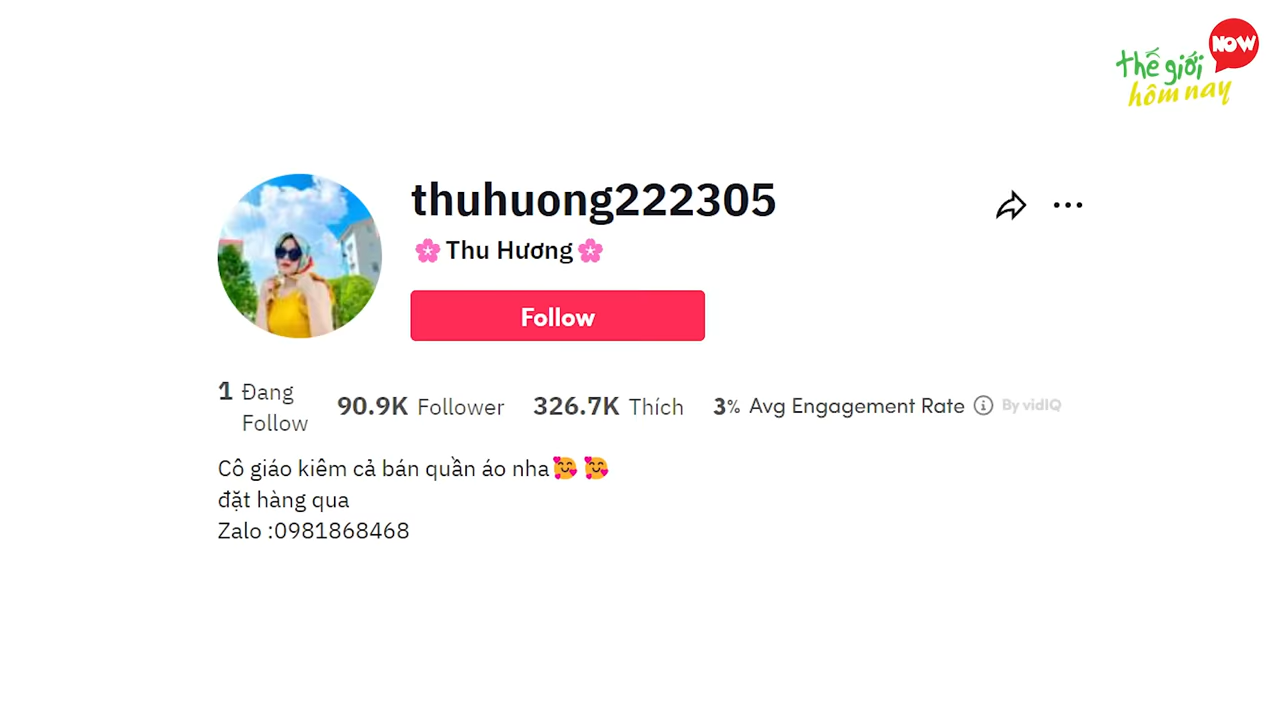 NOW
thế giới
hôm nay
thuhuong222305
🌸Thu Hương🌸
Follow
1 Đang Follow 90.9K Follower 326.7K Thích 3% Avg Engagement Rate By vidIQ
Cô giáo kiêm cả bán quần áo nha🥰🥰
đặt hàng qua
Zalo :0981868468